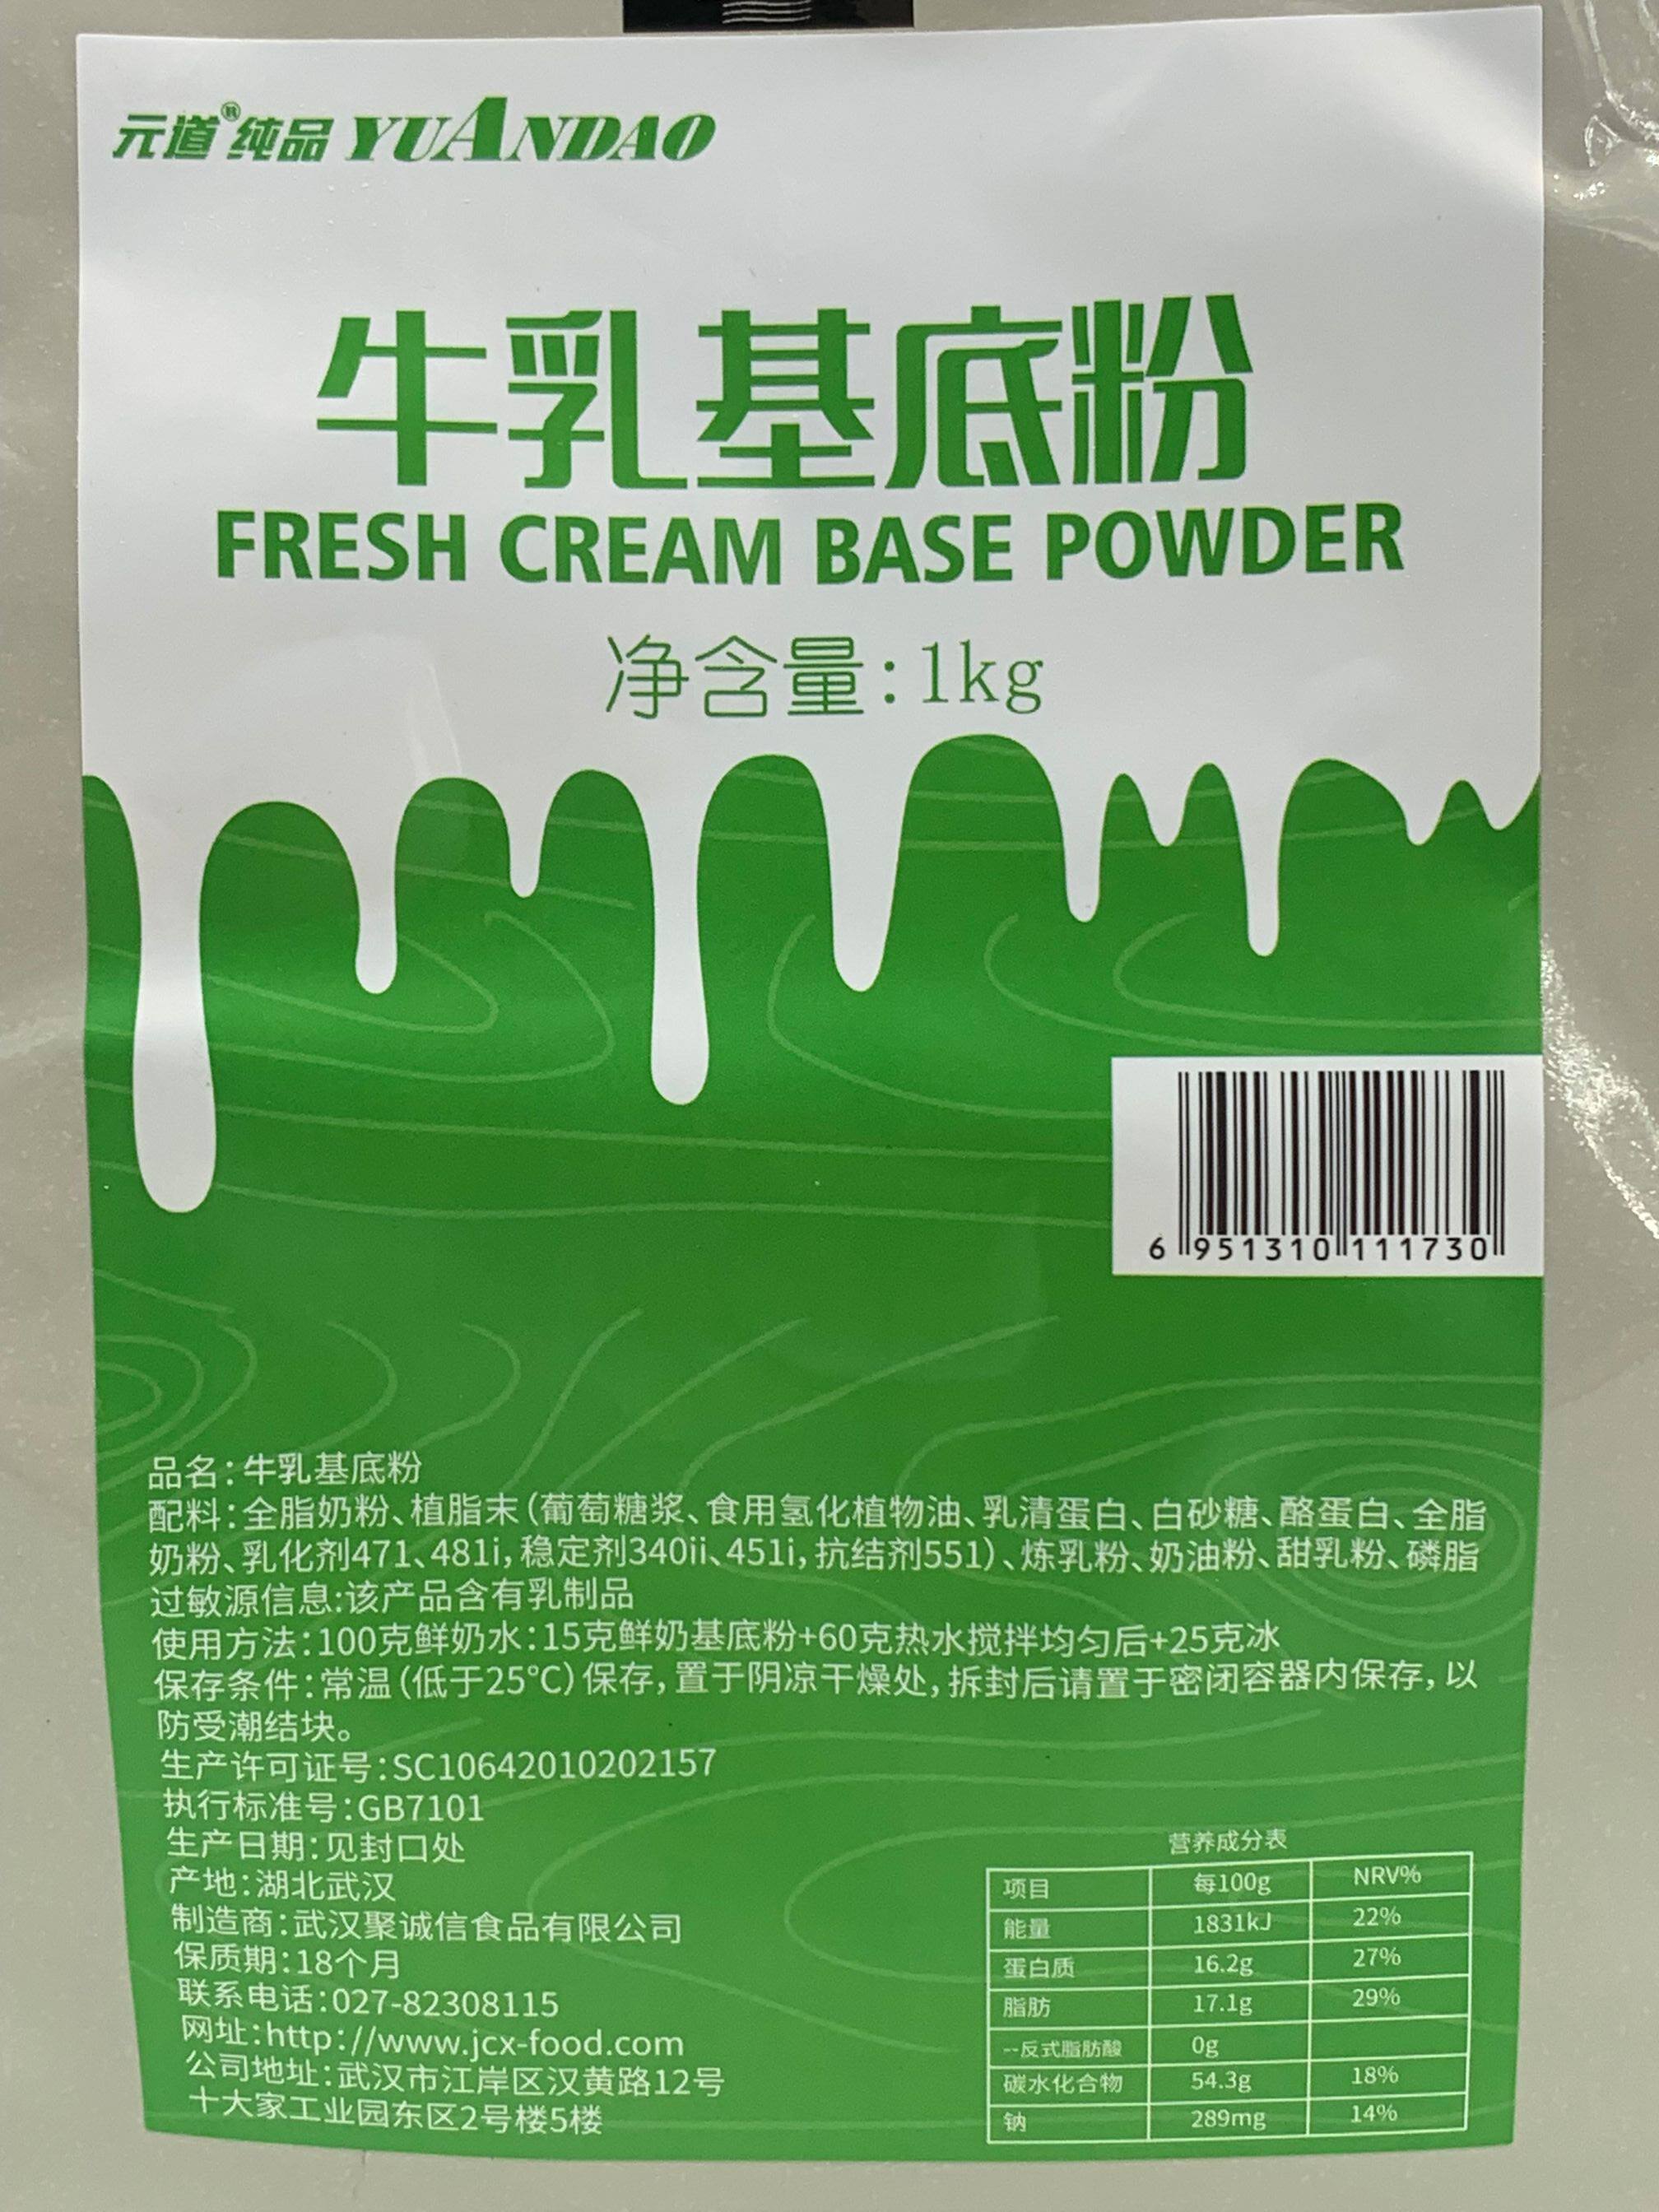 元道®纯品 YUANDAO
牛乳基底粉
FRESH CREAM BASE POWDER
净含量:1kg
6 951310 111730
品名:牛乳基底粉
配料:全脂奶粉、植脂末(葡萄糖浆、食用氢化植物油、乳清蛋白、白砂糖、酪蛋白、全脂
奶粉、乳化剂471、481i,稳定剂340ii、451i,抗结剂551)、炼乳粉、奶油粉、甜乳粉、磷脂
过敏源信息:该产品含有乳制品
使用方法:100克鲜奶水:15克鲜奶基底粉+60克热水搅拌均匀后+25克冰
保存条件:常温(低于25℃)保存,置于阴凉干燥处,拆封后请置于密闭容器内保存,以
防受潮结块。
生产许可证号:SC10642010202157
执行标准号:GB7101
生产日期:见封口处
产地:湖北武汉
制造商:武汉聚诚信食品有限公司
保质期:18个月
联系电话:027-82308115
网址:http://www.jcx-food.com
公司地址:武汉市江岸区汉黄路12号
十大家工业园东区2号楼5楼
营养成分表
项目 每100g NRV%
能量 1831kJ 22%
蛋白质 16.2g 27%
脂肪 17.1g 29%
--反式脂肪酸 0g
碳水化合物 54.3g 18%
钠 289mg 14%